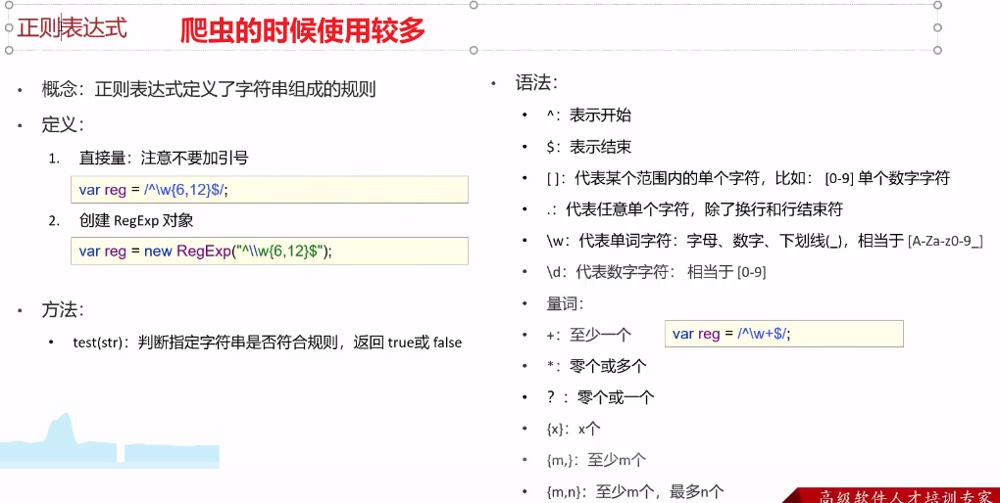 正则表达式
爬虫的时候使用较多
• 概念：正则表达式定义了字符串组成的规则
• 定义：
1. 直接量：注意不要加引号
var reg = /^\w{6,12}$/;
2. 创建 RegExp 对象
var reg = new RegExp("^\\w{6,12}$");
• 方法：
• test(str)：判断指定字符串是否符合规则，返回 true或 false
• 语法：
• ^：表示开始
• $：表示结束
• [ ]：代表某个范围内的单个字符，比如： [0-9] 单个数字字符
• .：代表任意单个字符，除了换行和行结束符
• \w：代表单词字符：字母、数字、下划线(_)，相当于 [A-Za-z0-9_]
• \d：代表数字字符： 相当于 [0-9]
• 量词：
• +：至少一个
var reg = /^\w+$/;
• *：零个或多个
• ？：零个或一个
• {x}：x个
• {m,}：至少m个
• {m,n}：至少m个，最多n个
高级软件人才培训专家